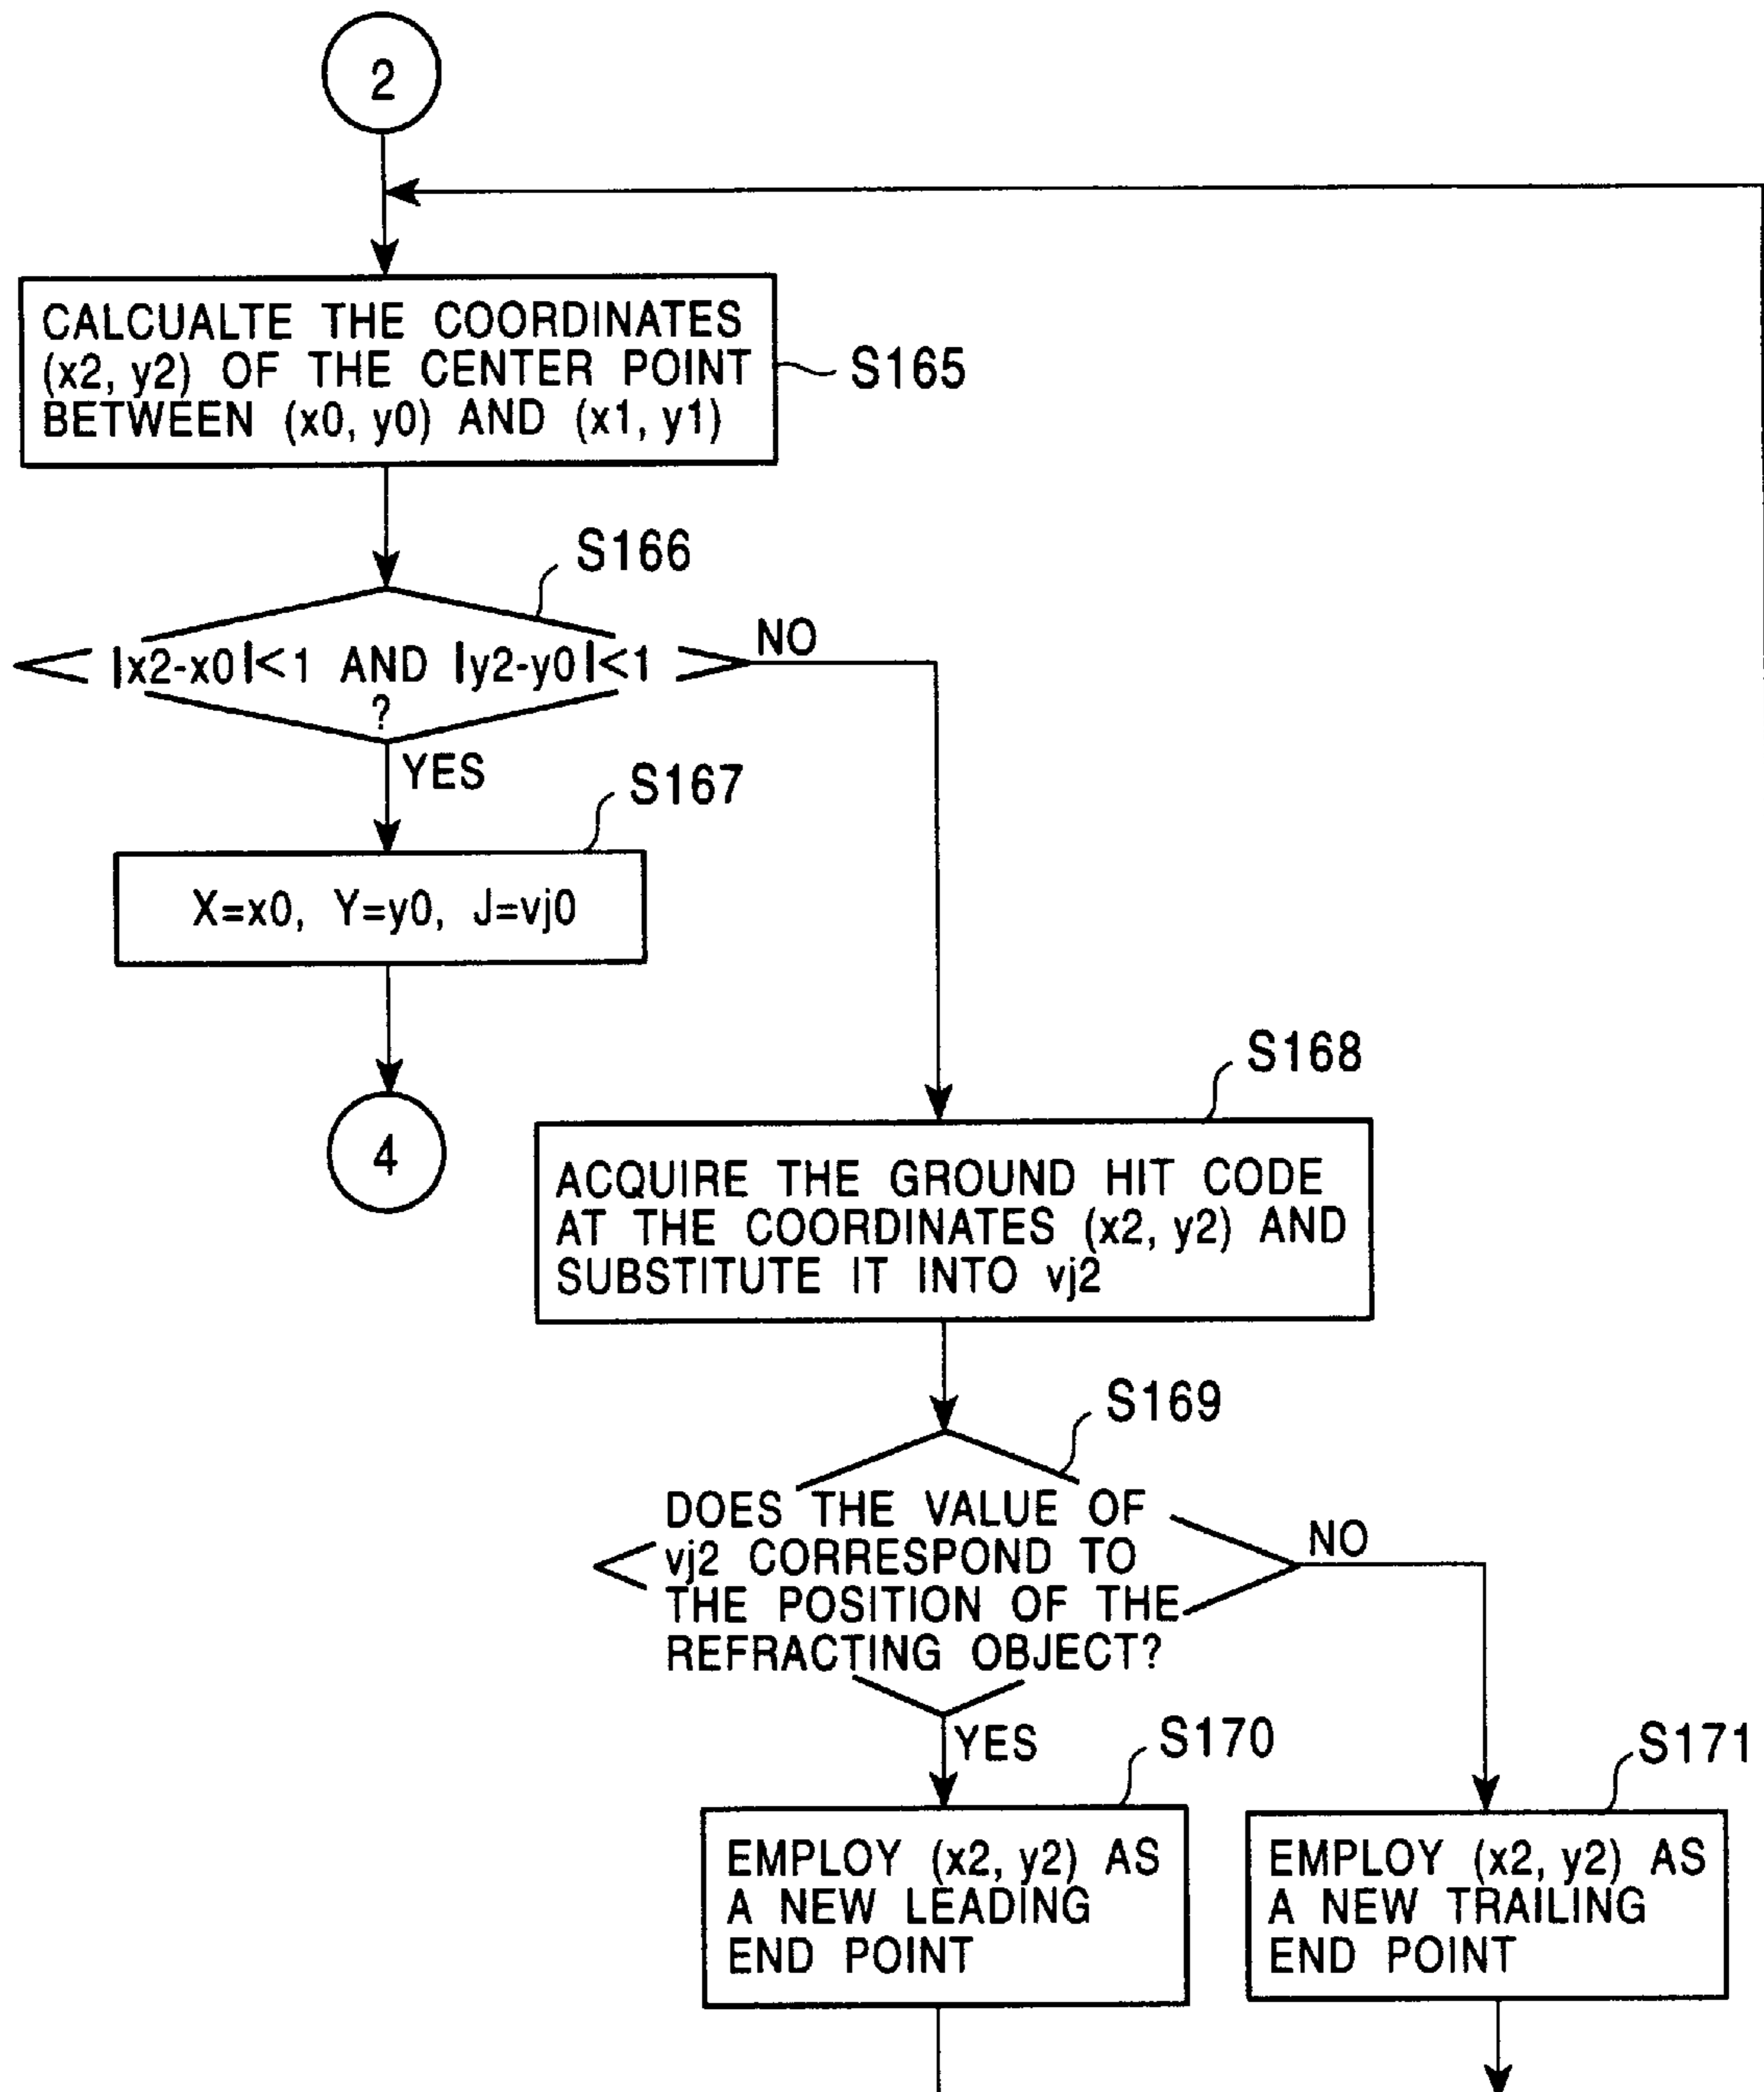 2
CALCUALTE THE COORDINATES
(x2, y2) OF THE CENTER POINT
BETWEEN (x0, y0) AND (x1, y1)
S165
S166
|x2-x0|<1 AND |y2-y0|<1
?
NO
YES
S167
X=x0, Y=y0, J=vj0
4
S168
ACQUIRE THE GROUND HIT CODE
AT THE COORDINATES (x2, y2) AND
SUBSTITUTE IT INTO vj2
S169
DOES THE VALUE OF
vj2 CORRESPOND TO
THE POSITION OF THE
REFRACTING OBJECT?
NO
YES
S170
S171
EMPLOY (x2, y2) AS
A NEW LEADING
END POINT
EMPLOY (x2, y2) AS
A NEW TRAILING
END POINT